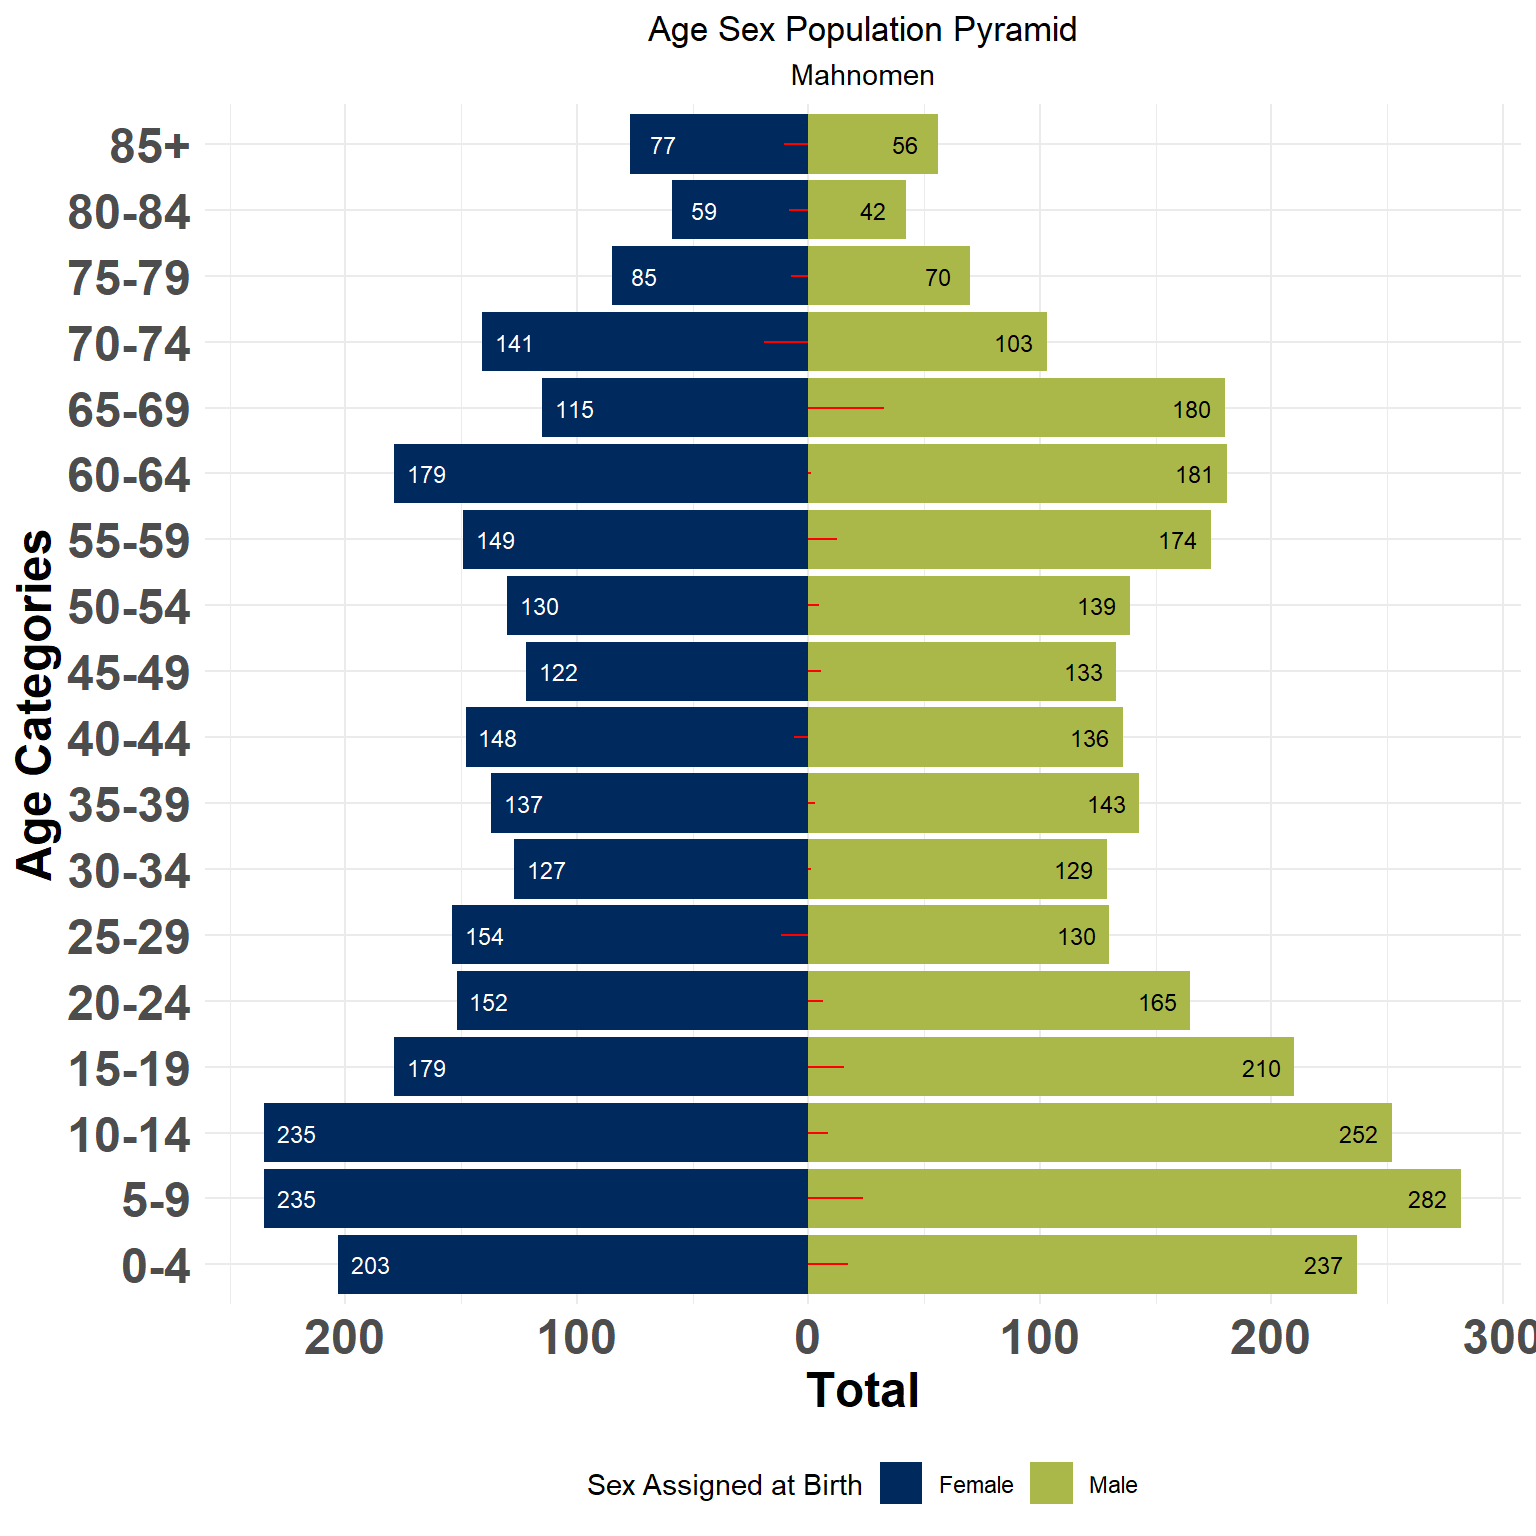 Age Sex Population Pyramid
Mahnomen
85+ 77 56
80-84 59 42
75-79 85 70
70-74 141 103
65-69 115 180
60-64 179 181
55-59 149 174
50-54 130 139
45-49 122 133
40-44 148 136
35-39 137 143
30-34 127 129
25-29 154 130
20-24 152 165
15-19 179 210
10-14 235 252
5-9 235 282
0-4 203 237
Age Categories
200 100 0 100 200 300
Total
Sex Assigned at Birth Female Male